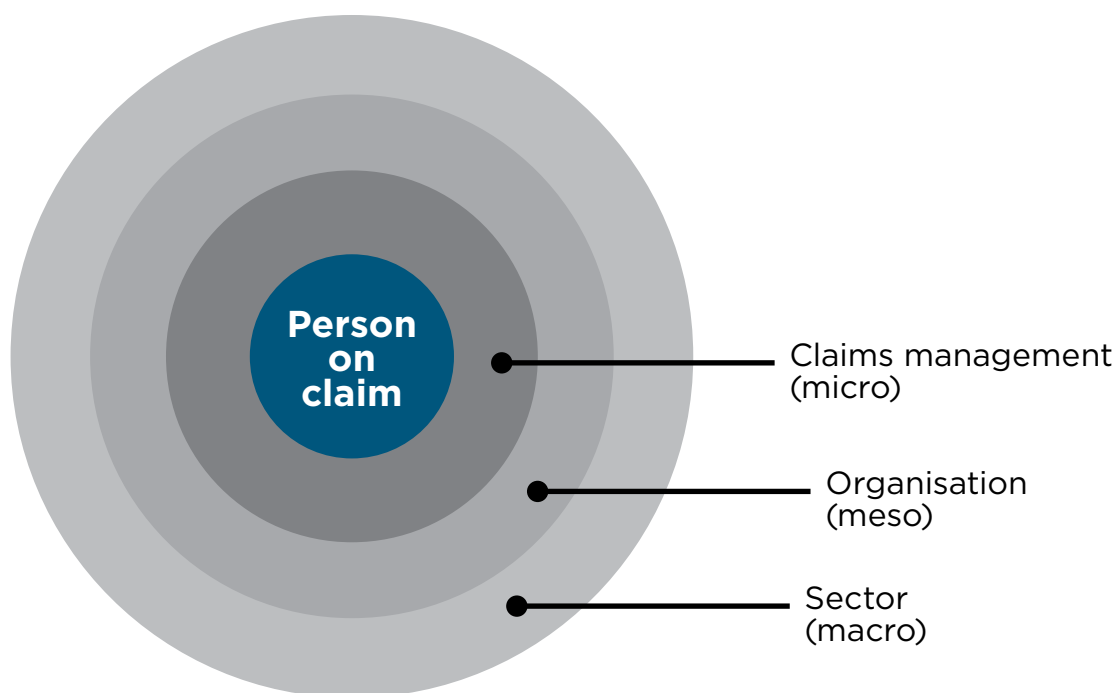 Person
on
claim
Claims management
(micro)
Organisation
(meso)
Sector
(macro)